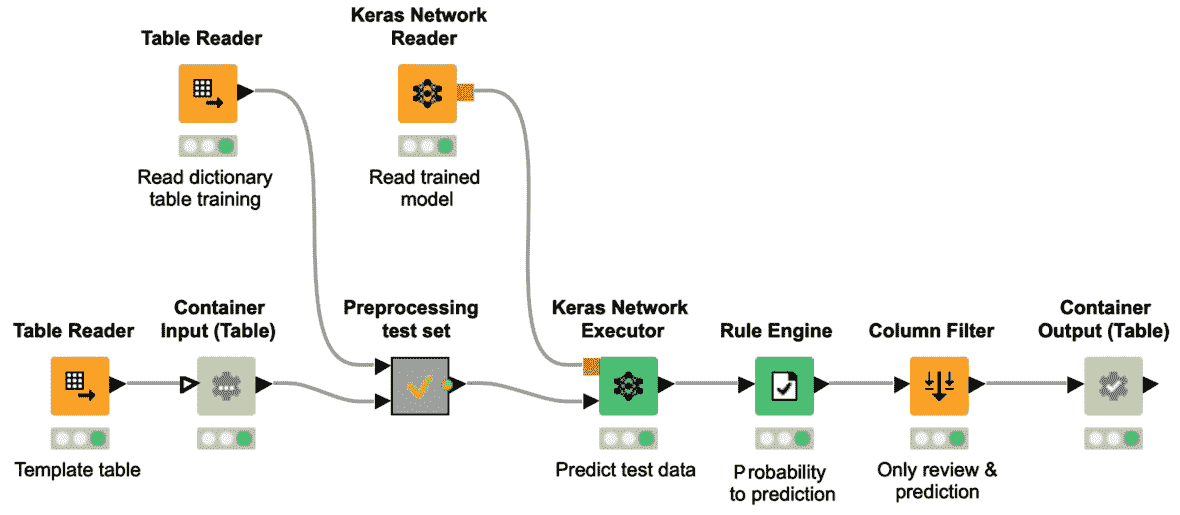 Keras Network
Reader
Table Reader
Read dictionary
table training
Read trained
model
Table Reader
Template table
Container
Input (Table)
Preprocessing
test set
Keras Network
Executor
Predict test data
Rule Engine
Probability
to prediction
Column Filter
Only review &
prediction
Container
Output (Table)